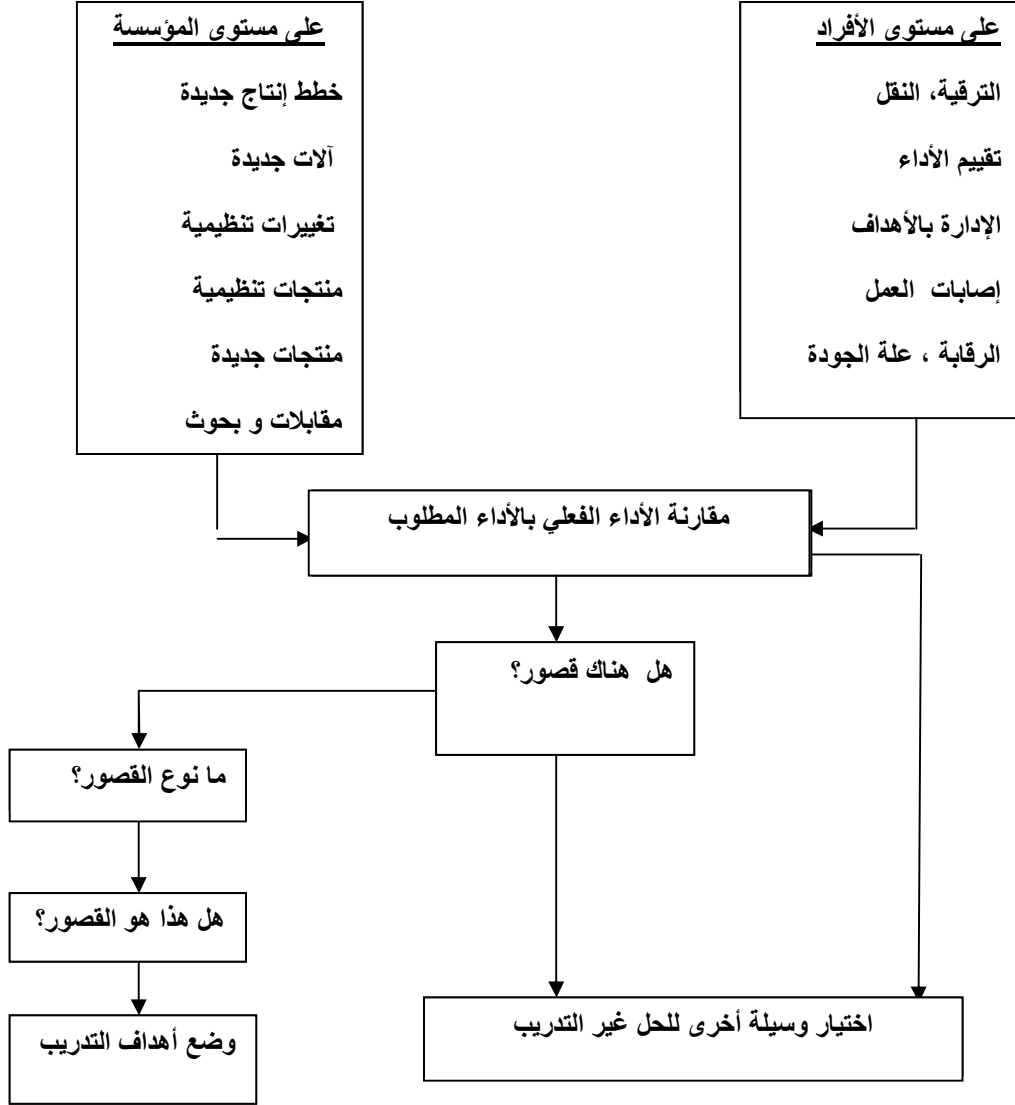 على مستوى الأفراد
الترقية، النقل
تقييم الأداء
الإدارة بالأهداف
إصابات العمل
الرقابة ، علة الجودة
على مستوى المؤسسة
خطط إنتاج جديدة
آلات جديدة
تغييرات تنظيمية
منتجات تنظيمية
منتجات جديدة
مقابلات و بحوث
مقارنة الأداء الفعلي بالأداء المطلوب
هل هناك قصور؟
ما نوع القصور؟
هل هذا هو القصور؟
وضع أهداف التدريب
اختيار وسيلة أخرى للحل غير التدريب